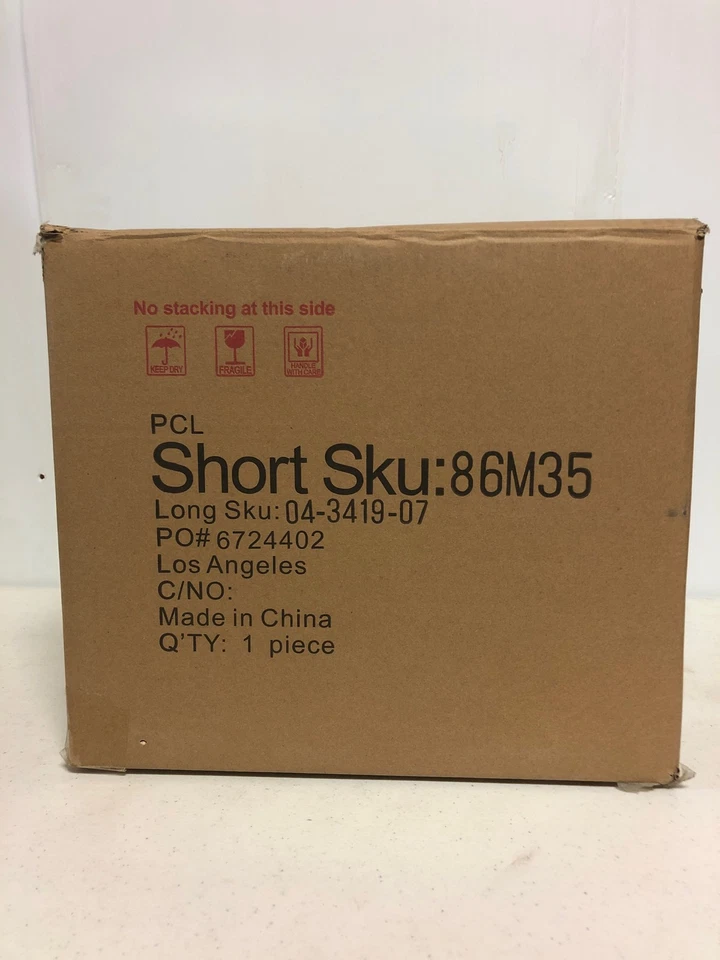 No stacking at this side
KEEP DRY FRAGILE HANDLE WITH CARE
PCL
Short Sku:86M35
Long Sku:04-3419-07
PO# 6724402
Los Angeles
C/NO:
Made in China
Q'TY: 1 piece